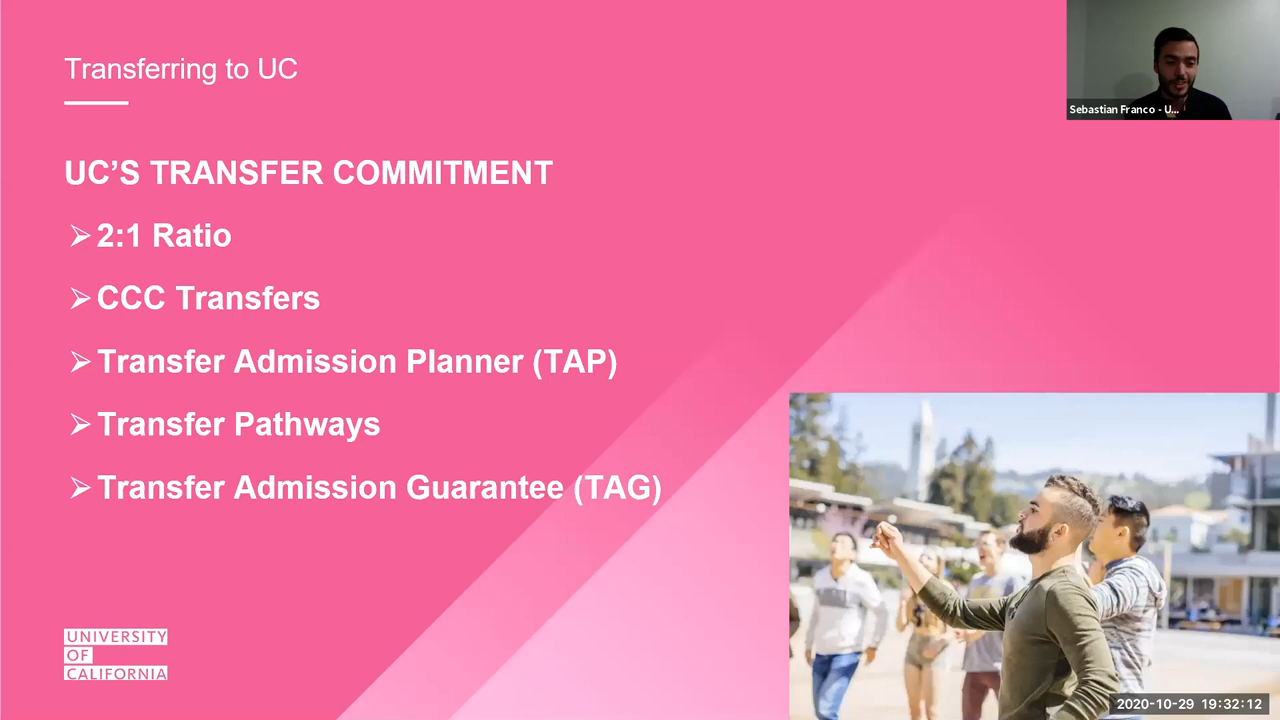 Transferring to UC
Sebastian Franco - U...
UC'S TRANSFER COMMITMENT
➢ 2:1 Ratio
➢ CCC Transfers
➢ Transfer Admission Planner (TAP)
➢ Transfer Pathways
➢ Transfer Admission Guarantee (TAG)
UNIVERSITY
OF
CALIFORNIA
2020-10-29 19:32:12